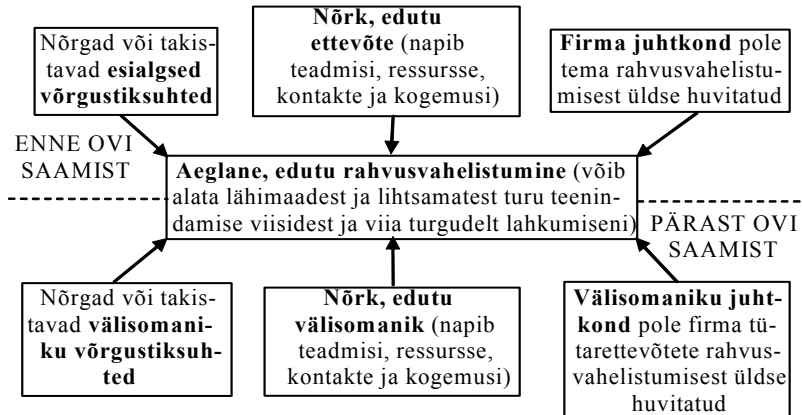 Nõrgad või takis-
tavad esialgsed
võrgustiksuhted
Nõrk, edutu
ettevõte (napib
teadmisi, ressursse,
kontakte ja kogemusi)
Firma juhtkond pole
tema rahvusvahelistu-
misest üldse huvitatud
ENNE OVI
SAAMIST
Aeglane, edutu rahvusvahelistumine (võib
alata lähimaadest ja lihtsamatest turu teenin-
damise viisidest ja viia turgudelt lahkumiseni)
PÄRAST OVI
SAAMIST
Nõrgad või takis-
tavad välisomani-
ku võrgustiksuh-
ted
Nõrk, edutu
välisomanik (napib
teadmisi, ressursse,
kontakte ja kogemusi)
Välisomaniku juht-
kond pole firma tü-
tarettevõtete rahvus-
vahelistumisest üldse
huvitatud